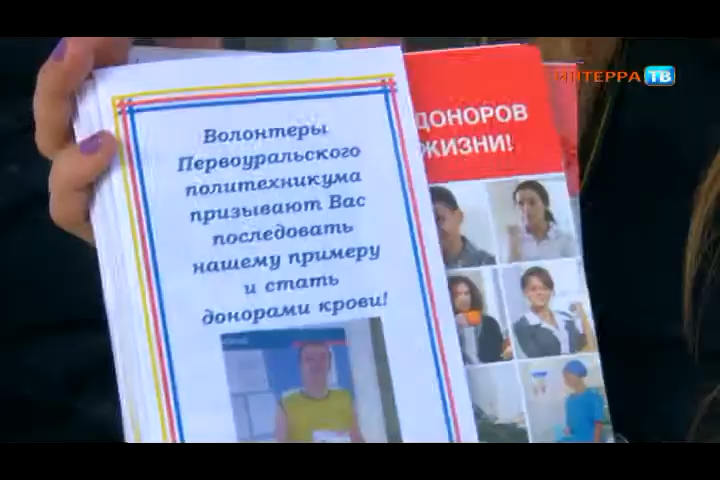 ИНТЕРРА ТВ
Волонтеры
Первоуральского
политехникума
призывают Вас
последовать
нашему примеру
и стать
донорами крови!
ДОНОРОВ
ЖИЗНИ!